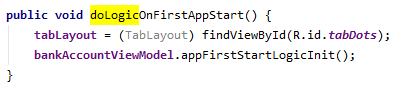 public void doLogicOnFirstAppStart() {
tabLayout = (TabLayout) findViewById(R.id.tabDots);
bankAccountViewModel.appFirstStartLogicInit();
}